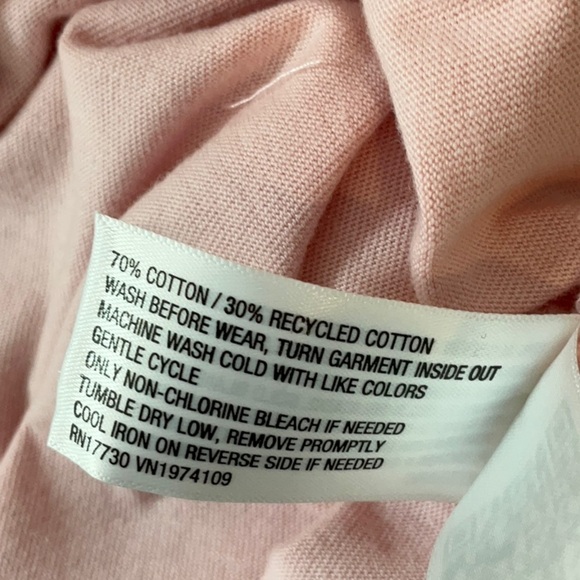 70% COTTON / 30% RECYCLED COTTON
WASH BEFORE WEAR, TURN GARMENT INSIDE OUT
MACHINE WASH COLD WITH LIKE COLORS
GENTLE CYCLE
ONLY NON-CHLORINE BLEACH IF NEEDED
TUMBLE DRY LOW, REMOVE PROMPTLY
COOL IRON ON REVERSE SIDE IF NEEDED
RN17730 VN1974109